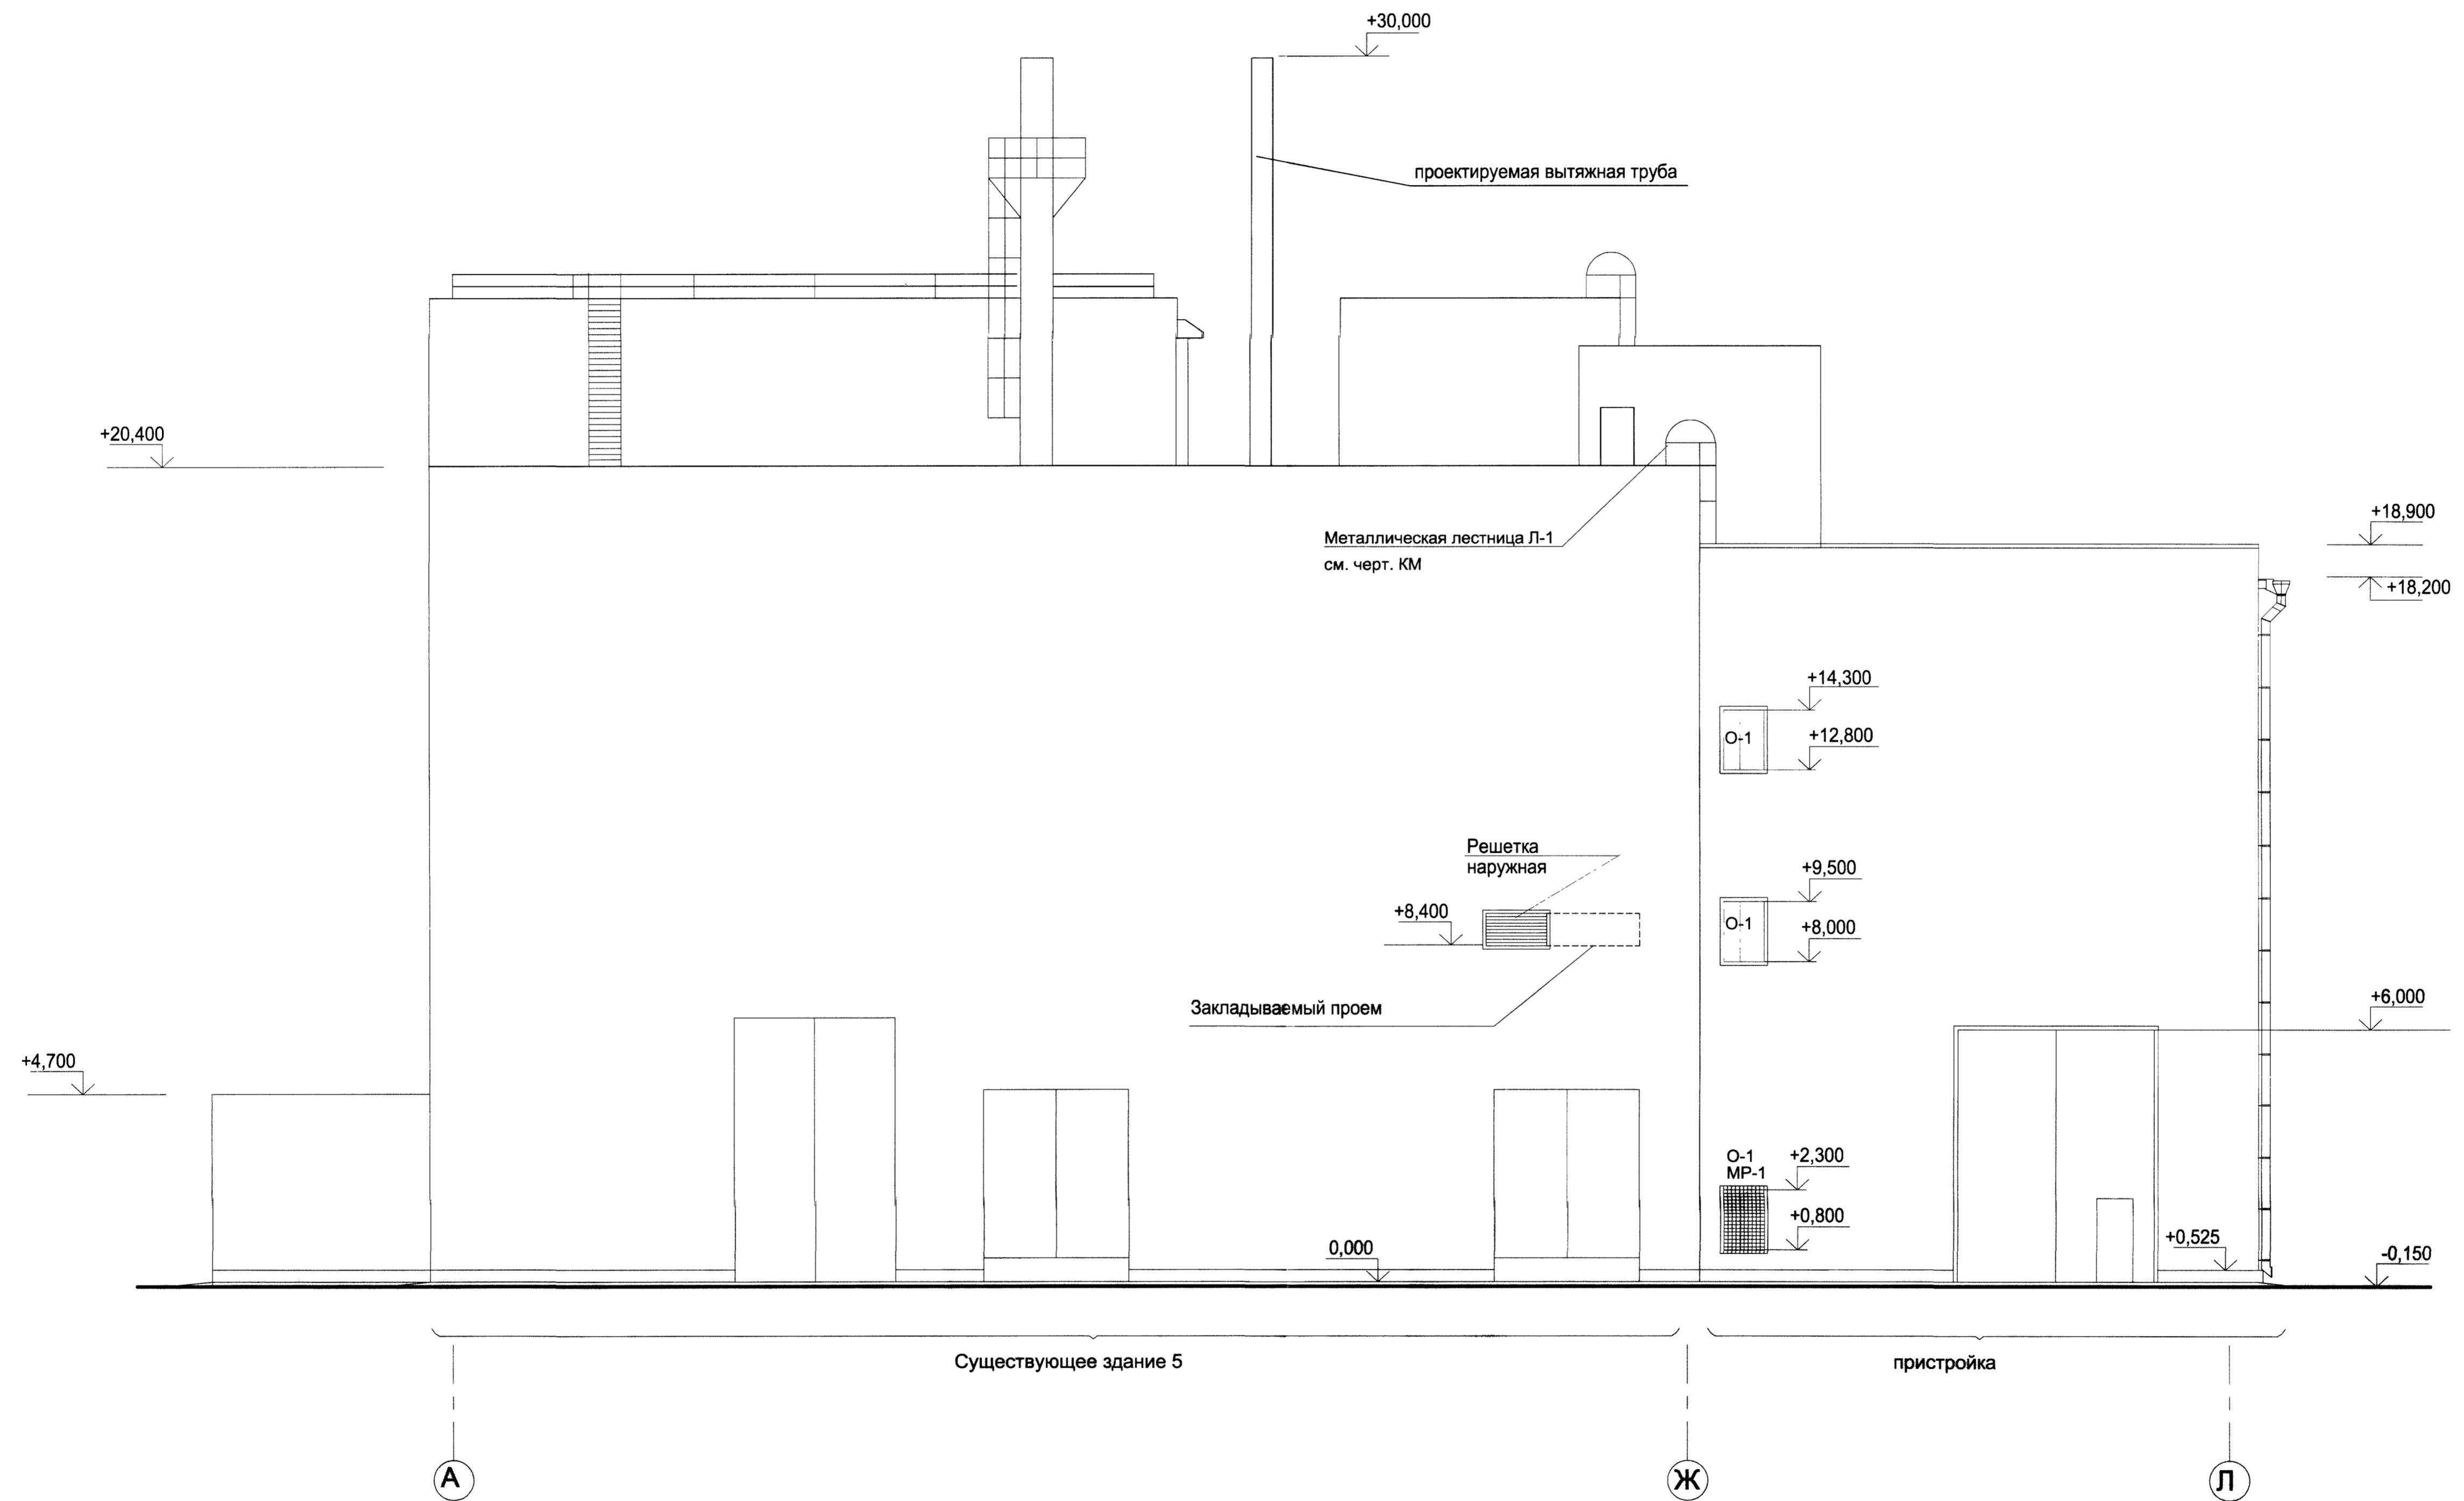 +30,000
проектируемая вытяжная труба
+20,400
+18,900
Металлическая лестница Л-1
см. черт. КМ
+18,200
+14,300
О-1
+12,800
Решетка
наружная
+9,500
+8,400
О-1
+8,000
+6,000
Закладываемый проем
+4,700
О-1
+2,300
МР-1
+0,800
+0,525
0,000
-0,150
Существующее здание 5
пристройка
А
Ж
Л